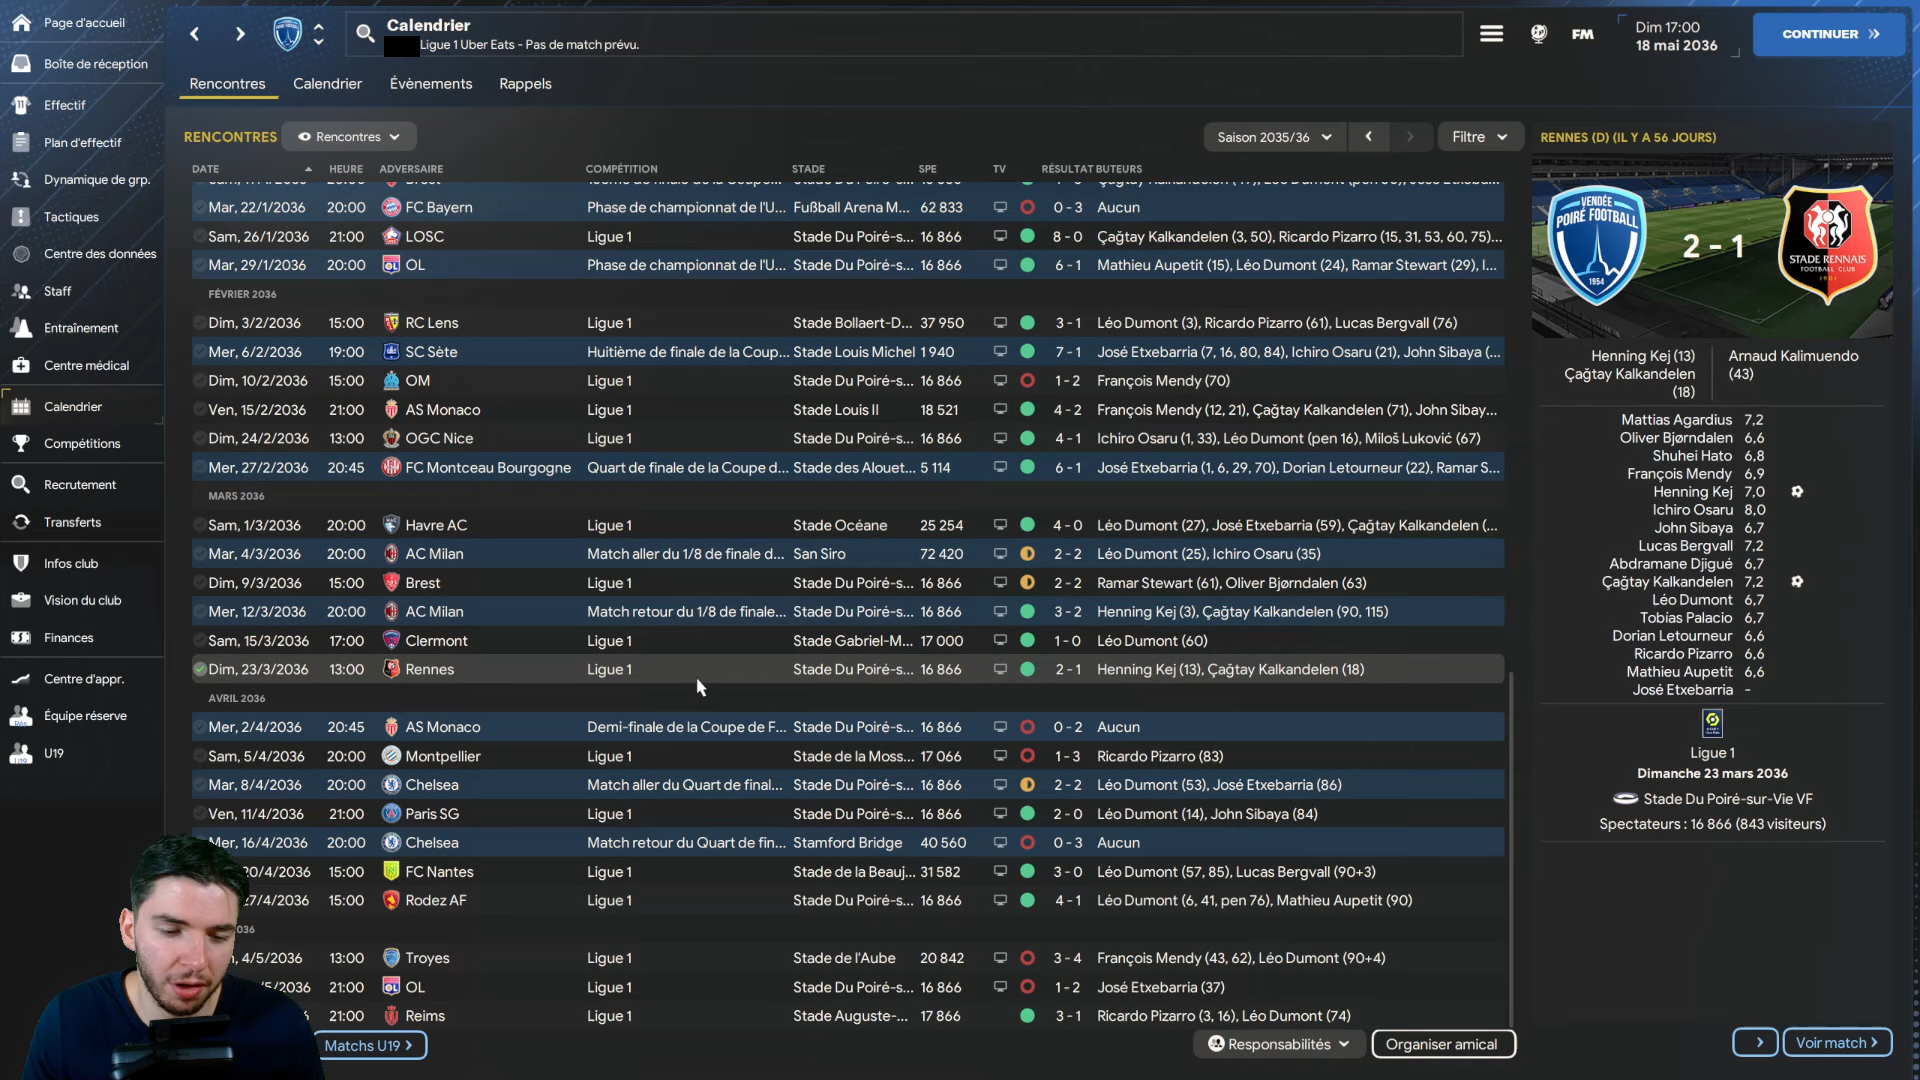 Page d'accueil
Boîte de réception
Effectif
Plan d'effectif
Dynamique de grp.
Tactiques
Centre des données
Staff
Entraînement
Centre médical
Calendrier
Compétitions
Recrutement
Transferts
Infos club
Vision du club
Finances
Centre d'appr.
Équipe réserve
U19
Calendrier
Ligue 1 Uber Eats - Pas de match prévu.
FM
Dim 17:00
18 mai 2036
CONTINUER
Rencontres Calendrier Évènements Rappels
RENCONTRES Rencontres Saison 2035/36 Filtre
DATE HEURE ADVERSAIRE COMPÉTITION STADE SPE TV RÉSULTAT BUTEURS
Mar, 22/1/2036 20:00 FC Bayern Phase de championnat de l'U... Fußball Arena M... 62 833 0 - 3 Aucun
Sam, 26/1/2036 21:00 LOSC Ligue 1 Stade Du Poiré-s... 16 866 8 - 0 Çağtay Kalkandelen (3, 50), Ricardo Pizarro (15, 31, 53, 60, 75)...
Mar, 29/1/2036 20:00 OL Phase de championnat de l'U... Stade Du Poiré-s... 16 866 6 - 1 Mathieu Aupetit (15), Léo Dumont (24), Ramar Stewart (29), I...
FÉVRIER 2036
Dim, 3/2/2036 15:00 RC Lens Ligue 1 Stade Bollaert-D... 37 950 3 - 1 Léo Dumont (3), Ricardo Pizarro (61), Lucas Bergvall (76)
Mer, 6/2/2036 19:00 SC Sète Huitième de finale de la Coup... Stade Louis Michel 1 940 7 - 1 José Etxebarria (7, 16, 80, 84), Ichiro Osaru (21), John Sibaya (...
Dim, 10/2/2036 15:00 OM Ligue 1 Stade Du Poiré-s... 16 866 1 - 2 François Mendy (70)
Ven, 15/2/2036 21:00 AS Monaco Ligue 1 Stade Louis II 18 521 4 - 2 François Mendy (12, 21), Çağtay Kalkandelen (71), John Sibay...
Dim, 24/2/2036 13:00 OGC Nice Ligue 1 Stade Du Poiré-s... 16 866 4 - 1 Ichiro Osaru (1, 33), Léo Dumont (pen 16), Miloš Luković (67)
Mer, 27/2/2036 20:45 FC Montceau Bourgogne Quart de finale de la Coupe d... Stade des Alouet... 5 114 6 - 1 José Etxebarria (1, 6, 29, 70), Dorian Letourneur (22), Ramar S...
MARS 2036
Sam, 1/3/2036 20:00 Havre AC Ligue 1 Stade Océane 25 254 4 - 0 Léo Dumont (27), José Etxebarria (59), Çağtay Kalkandelen (...
Mar, 4/3/2036 20:00 AC Milan Match aller du 1/8 de finale d... San Siro 72 420 2 - 2 Léo Dumont (25), Ichiro Osaru (35)
Dim, 9/3/2036 15:00 Brest Ligue 1 Stade Du Poiré-s... 16 866 2 - 2 Ramar Stewart (61), Oliver Bjørndalen (63)
Mer, 12/3/2036 20:00 AC Milan Match retour du 1/8 de finale... Stade Du Poiré-s... 16 866 3 - 2 Henning Kej (3), Çağtay Kalkandelen (90, 115)
Sam, 15/3/2036 17:00 Clermont Ligue 1 Stade Gabriel-M... 17 000 1 - 0 Léo Dumont (60)
Dim, 23/3/2036 13:00 Rennes Ligue 1 Stade Du Poiré-s... 16 866 2 - 1 Henning Kej (13), Çağtay Kalkandelen (18)
AVRIL 2036
Mer, 2/4/2036 20:45 AS Monaco Demi-finale de la Coupe de F... Stade Du Poiré-s... 16 866 0 - 2 Aucun
Sam, 5/4/2036 20:00 Montpellier Ligue 1 Stade de la Moss... 17 066 1 - 3 Ricardo Pizarro (83)
Mar, 8/4/2036 20:00 Chelsea Match aller du Quart de final... Stade Du Poiré-s... 16 866 2 - 2 Léo Dumont (53), José Etxebarria (86)
Ven, 11/4/2036 21:00 Paris SG Ligue 1 Stade Du Poiré-s... 16 866 2 - 0 Léo Dumont (14), John Sibaya (84)
Mer, 16/4/2036 20:00 Chelsea Match retour du Quart de fin... Stamford Bridge 40 560 0 - 3 Aucun
20/4/2036 15:00 FC Nantes Ligue 1 Stade de la Beauj... 31 582 3 - 0 Léo Dumont (57, 85), Lucas Bergvall (90+3)
27/4/2036 15:00 Rodez AF Ligue 1 Stade Du Poiré-s... 16 866 4 - 1 Léo Dumont (6, 41, pen 76), Mathieu Aupetit (90)
036
4/5/2036 13:00 Troyes Ligue 1 Stade de l'Aube 20 842 3 - 4 François Mendy (43, 62), Léo Dumont (90+4)
/5/2036 21:00 OL Ligue 1 Stade Du Poiré-s... 16 866 1 - 2 José Etxebarria (37)
21:00 Reims Ligue 1 Stade Auguste-... 17 866 3 - 1 Ricardo Pizarro (3, 16), Léo Dumont (74)
Matchs U19 Responsabilités Organiser amical
RENNES (D) (IL Y A 56 JOURS)
VENDÉE
POIRÉ FOOTBALL
1954
2 - 1
STADE RENNAIS
FOOTBALL CLUB
1901
Henning Kej (13)
Çağtay Kalkandelen
(18)
Arnaud Kalimuendo
(43)
Mattias Agardius 7,2
Oliver Bjørndalen 6,6
Shuhei Hato 6,8
François Mendy 6,9
Henning Kej 7,0
Ichiro Osaru 8,0
John Sibaya 6,7
Lucas Bergvall 7,2
Abdramane Djigué 6,7
Çağtay Kalkandelen 7,2
Léo Dumont 6,7
Tobías Palacio 6,7
Dorian Letourneur 6,6
Ricardo Pizarro 6,6
Mathieu Aupetit 6,6
José Etxebarria -
Ligue 1
Dimanche 23 mars 2036
Stade Du Poiré-sur-Vie VF
Spectateurs : 16 866 (843 visiteurs)
Voir match